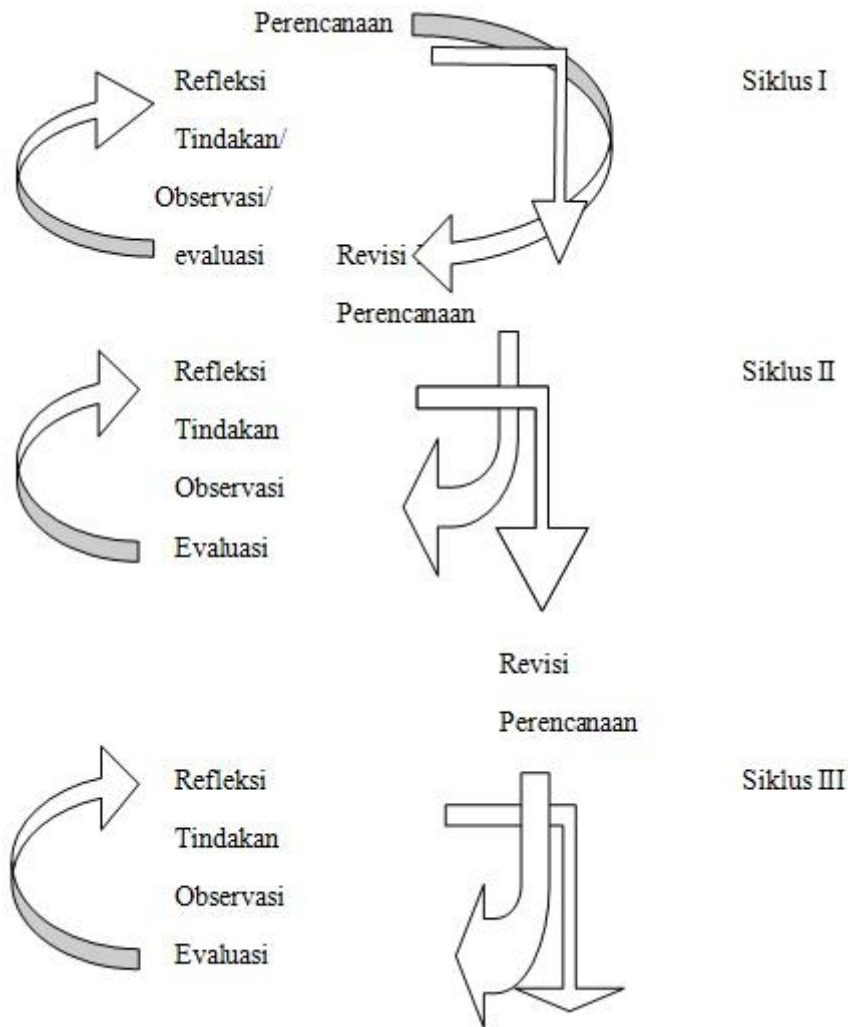 Perencanaan
Refleksi
Siklus I
Tindakan/
Observasi/
evaluasi
Revisi
Perencanaan
Refleksi
Siklus II
Tindakan
Observasi
Evaluasi
Revisi
Perencanaan
Refleksi
Siklus III
Tindakan
Observasi
Evaluasi